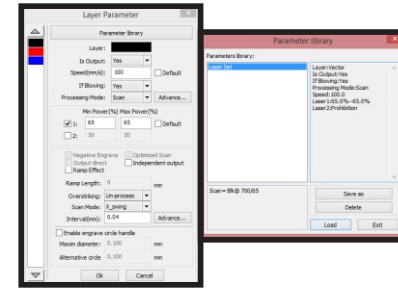 Layer Parameter
Parameter library
Layer:
Is Output: Yes
Speed(mm/s): 100 Default
If Blowing: Yes
Processing Mode: Scan Advance...
Min Power(%) Max Power(%)
1: 65 65 Default
2: 30 30
Negative Engrave Optimized Scan
Output direct Independent output
Ramp Effect
Ramp Length: 0 mm
Overstriking: Un-process
Scan Mode: X_swing
Interval(mm): 0.04 Advance...
Enable engrave circle handle
Maxim diameter: 0.100 mm
Alternative circle 0.100 mm
Ok Cancel
Parameter library
Parameters library:
Laser Set
Layer:Vector
Is Output:Yes
If Blowing:Yes
Processing Mode:Scan
Speed:100.0
Laser1:65.0%--65.0%
Laser2:Prohibition
Scan= Blk@ 700/65
Save as
Delete
Load Exit